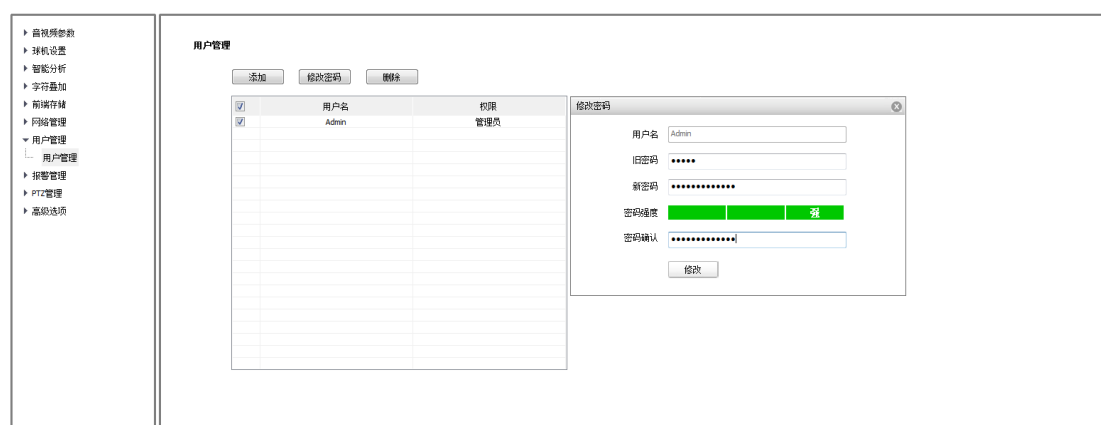 音视频参数
球机设置
智能分析
字符叠加
前端存储
网络管理
用户管理
用户管理
报警管理
PTZ管理
高级选项
用户管理
添加 修改密码 删除
用户名 权限
Admin 管理员
修改密码
用户名 Admin
旧密码 •••••
新密码 •••••••••••••
密码强度 强
密码确认 •••••••••••••
修改